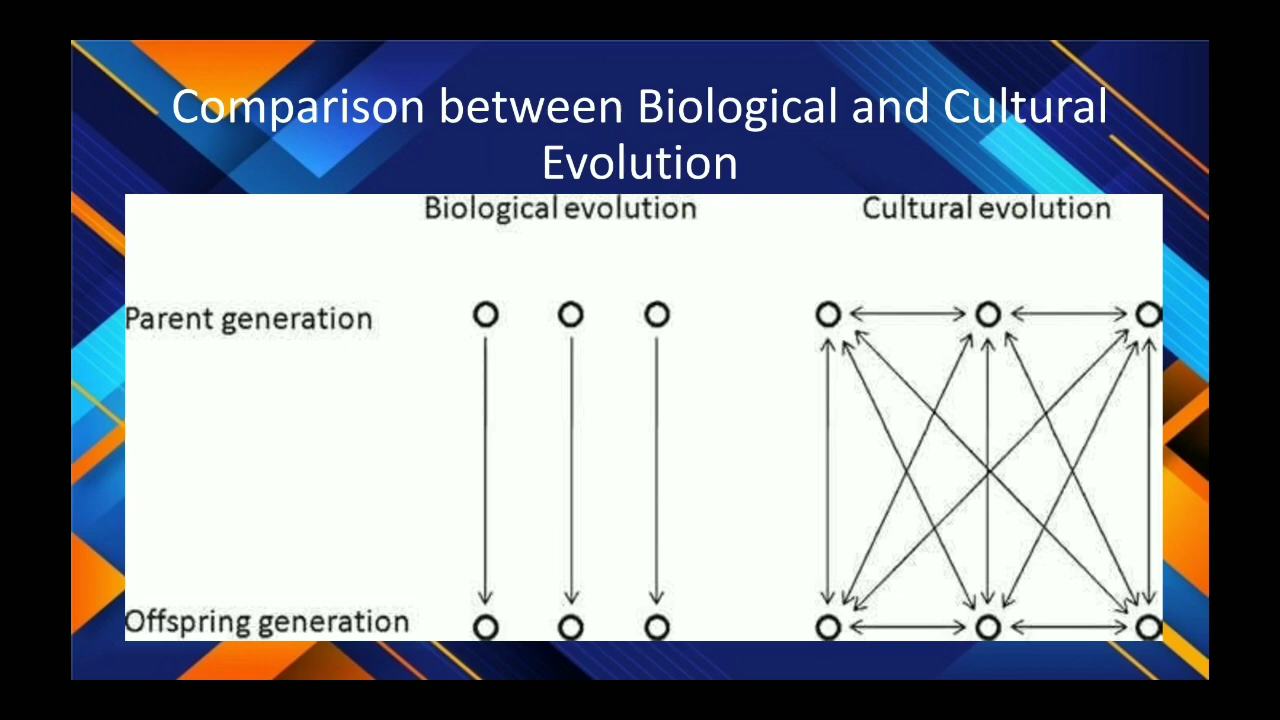 Comparison between Biological and Cultural
Evolution
Biological evolution
Cultural evolution
Parent generation
Offspring generation